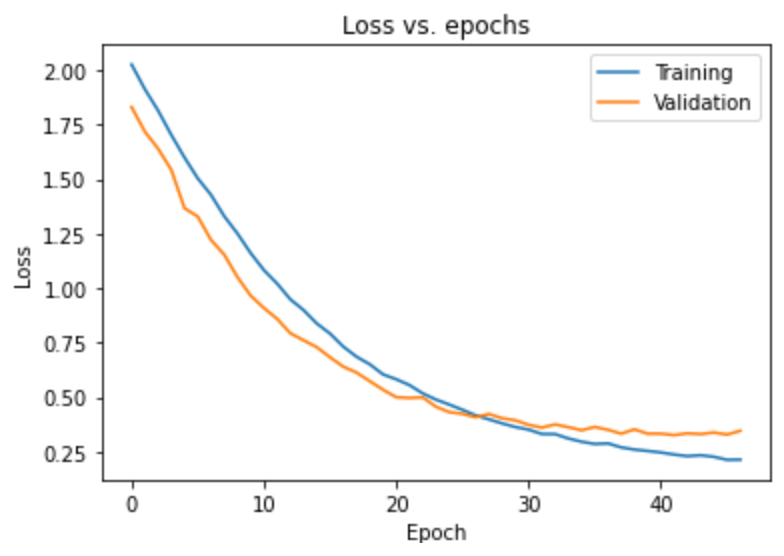 Loss vs. epochs
Training
Validation
2.00
1.75
1.50
1.25
1.00
0.75
0.50
0.25
Loss
0 10 20 30 40
Epoch